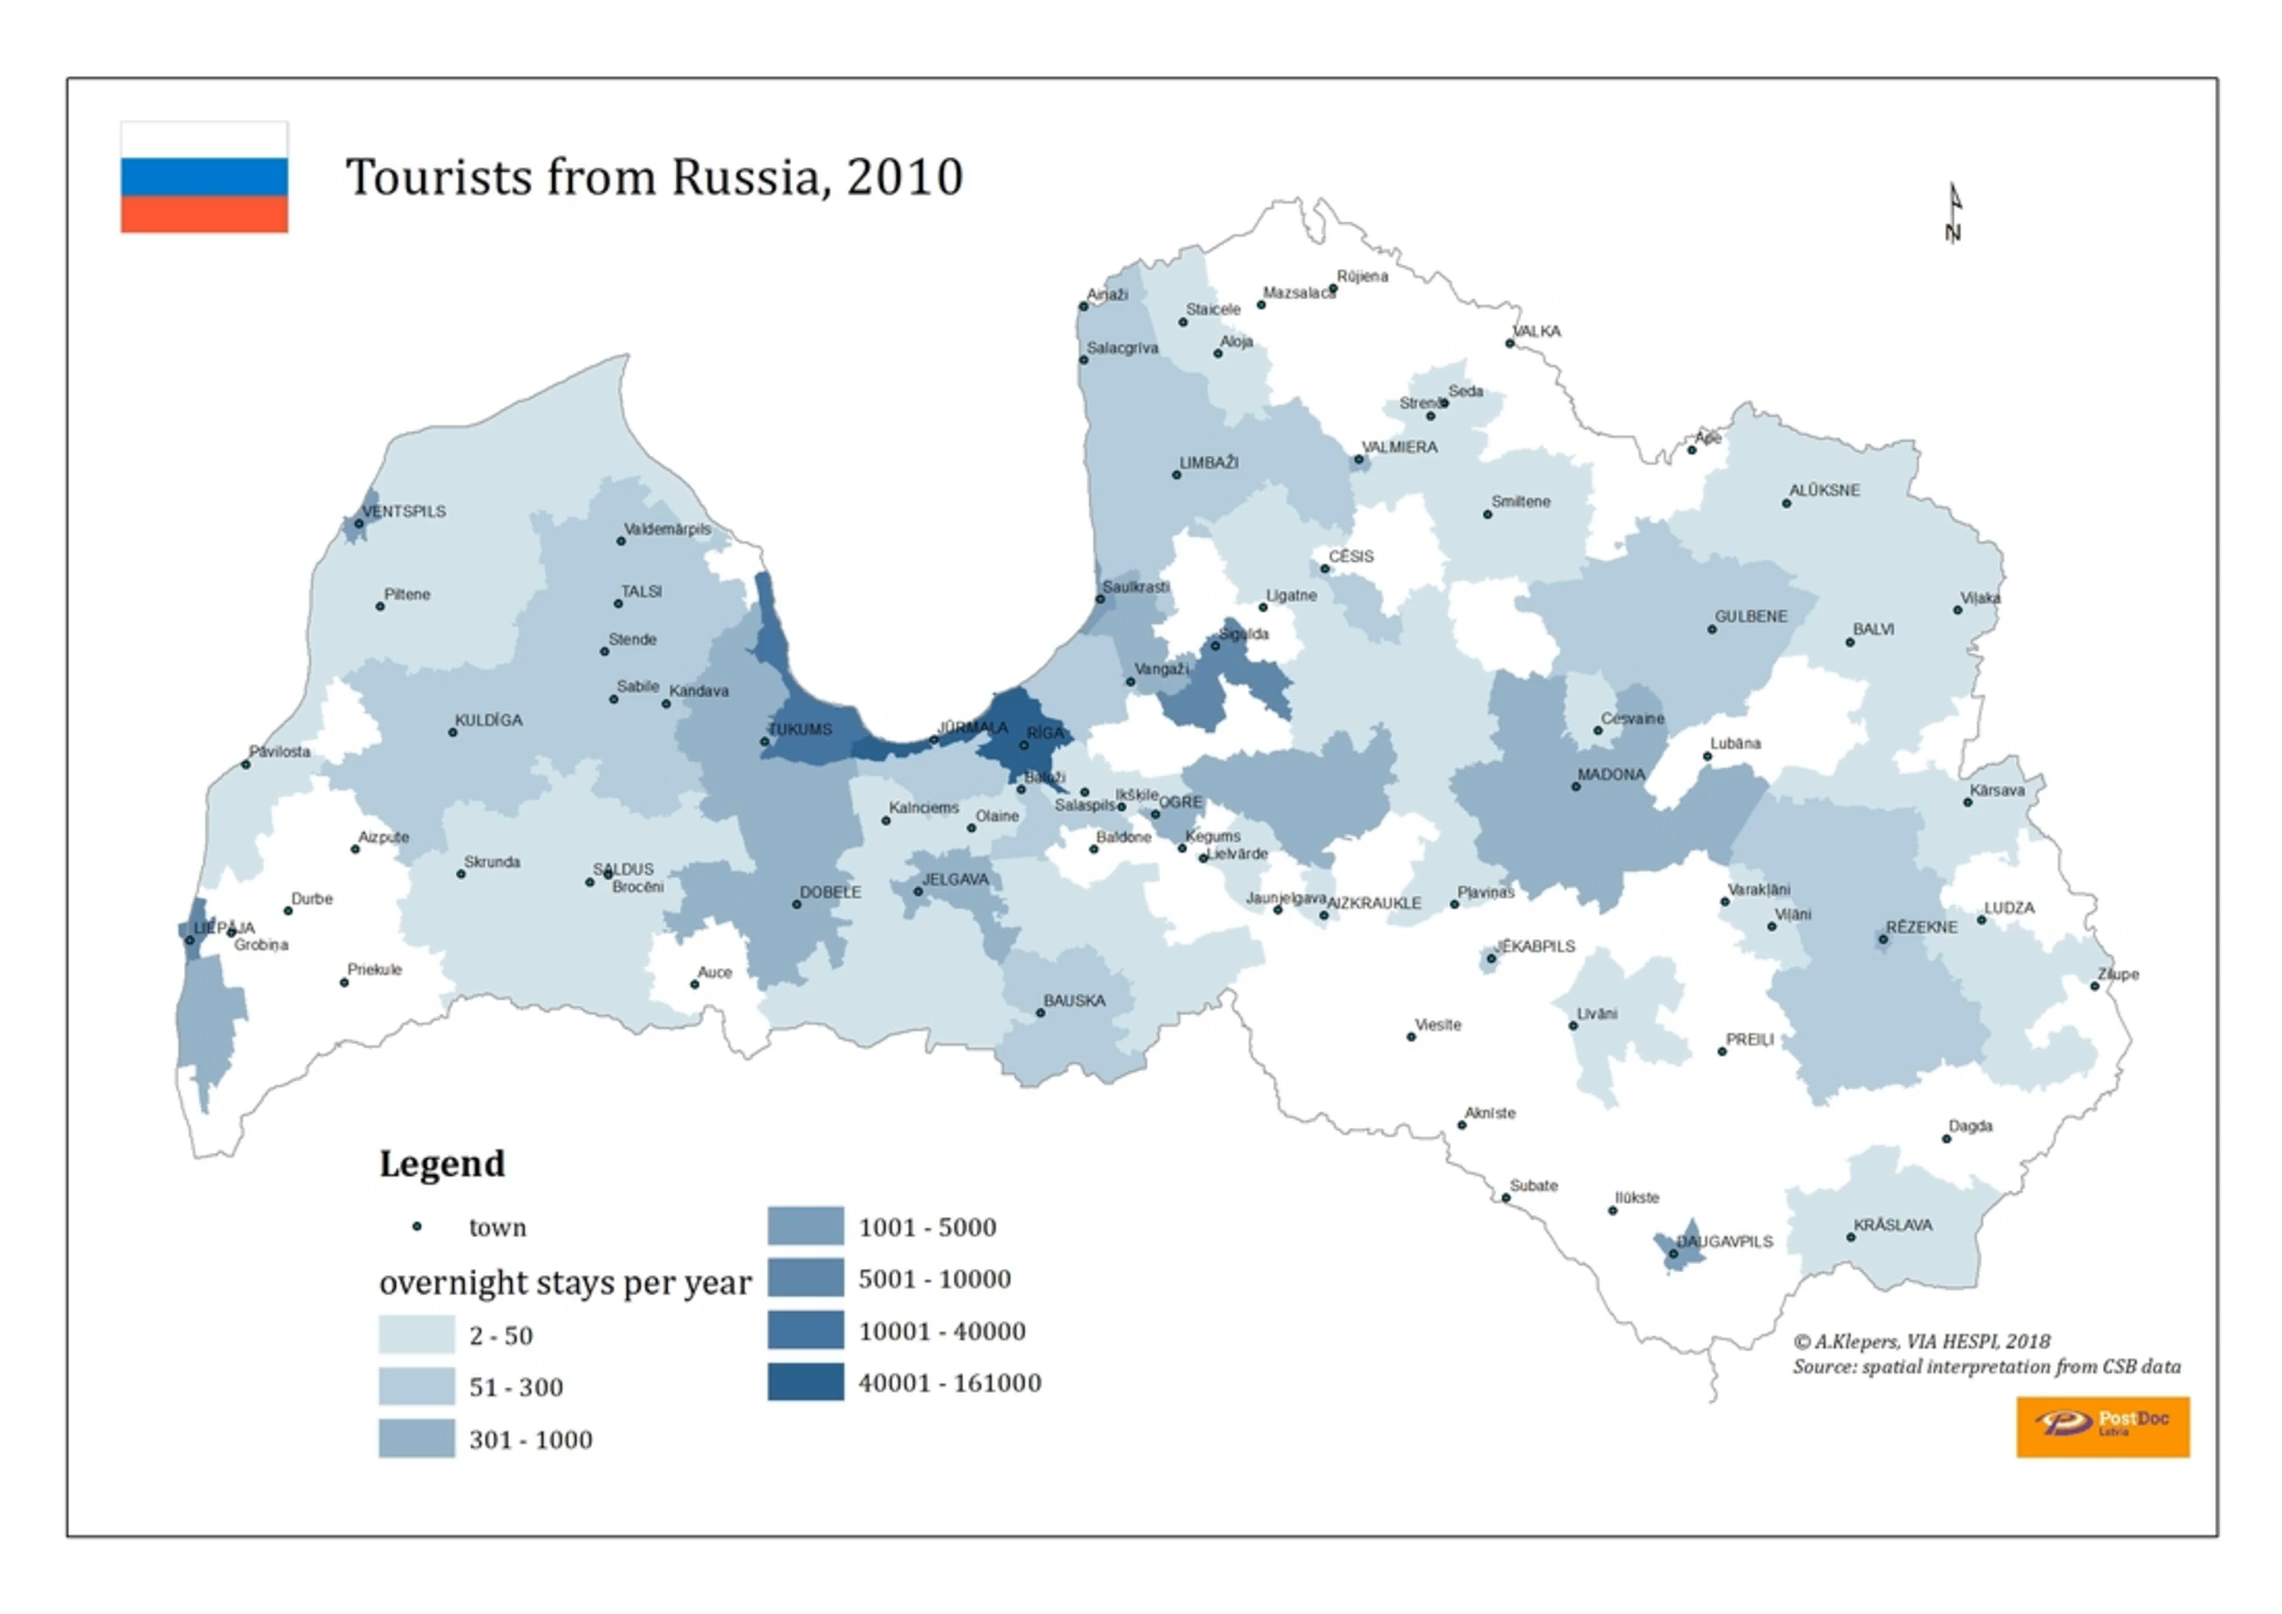 Tourists from Russia, 2010
N
Ainaži
Salacgrīva
Staicele
Aloja
Mazsalaca
Rūjiena
VALKA
Seda
VALMIERA
LIMBAŽI
Smiltene
Ape
ALŪKSNE
VENTSPILS
Valdemārpils
Piltene
TALSI
Stende
Sabile
Kandava
CĒSIS
Saulkrasti
Līgatne
Sigulda
Vangaži
GULBENE
BALVI
Viļaka
KULDĪGA
Pāvilosta
TUKUMS
JŪRMALA
RĪGA
Baloži
Cesvaine
Lubāna
MADONA
Kārsava
Kalnciems
Olaine
Salaspils
Ikšķile
OGRE
Baldone
Ķegums
Lielvārde
Aizpute
Skrunda
SALDUS
Brocēni
DOBELE
JELGAVA
Jaunjelgava
AIZKRAUKLE
Pļaviņas
Varakļāni
Viļāni
RĒZEKNE
LUDZA
Durbe
LIEPĀJA
Grobiņa
Priekule
Auce
BAUSKA
JĒKABPILS
Viesīte
Līvāni
PREIĻI
Zilupe
Aknīste
Dagda
Subate
Ilūkste
DAUGAVPILS
KRĀSLAVA
Legend
town
overnight stays per year
2 - 50
51 - 300
301 - 1000
1001 - 5000
5001 - 10000
10001 - 40000
40001 - 161000
© A.Klepers, VIA HESPI, 2018
Source: spatial interpretation from CSB data
PostDoc
Latvia